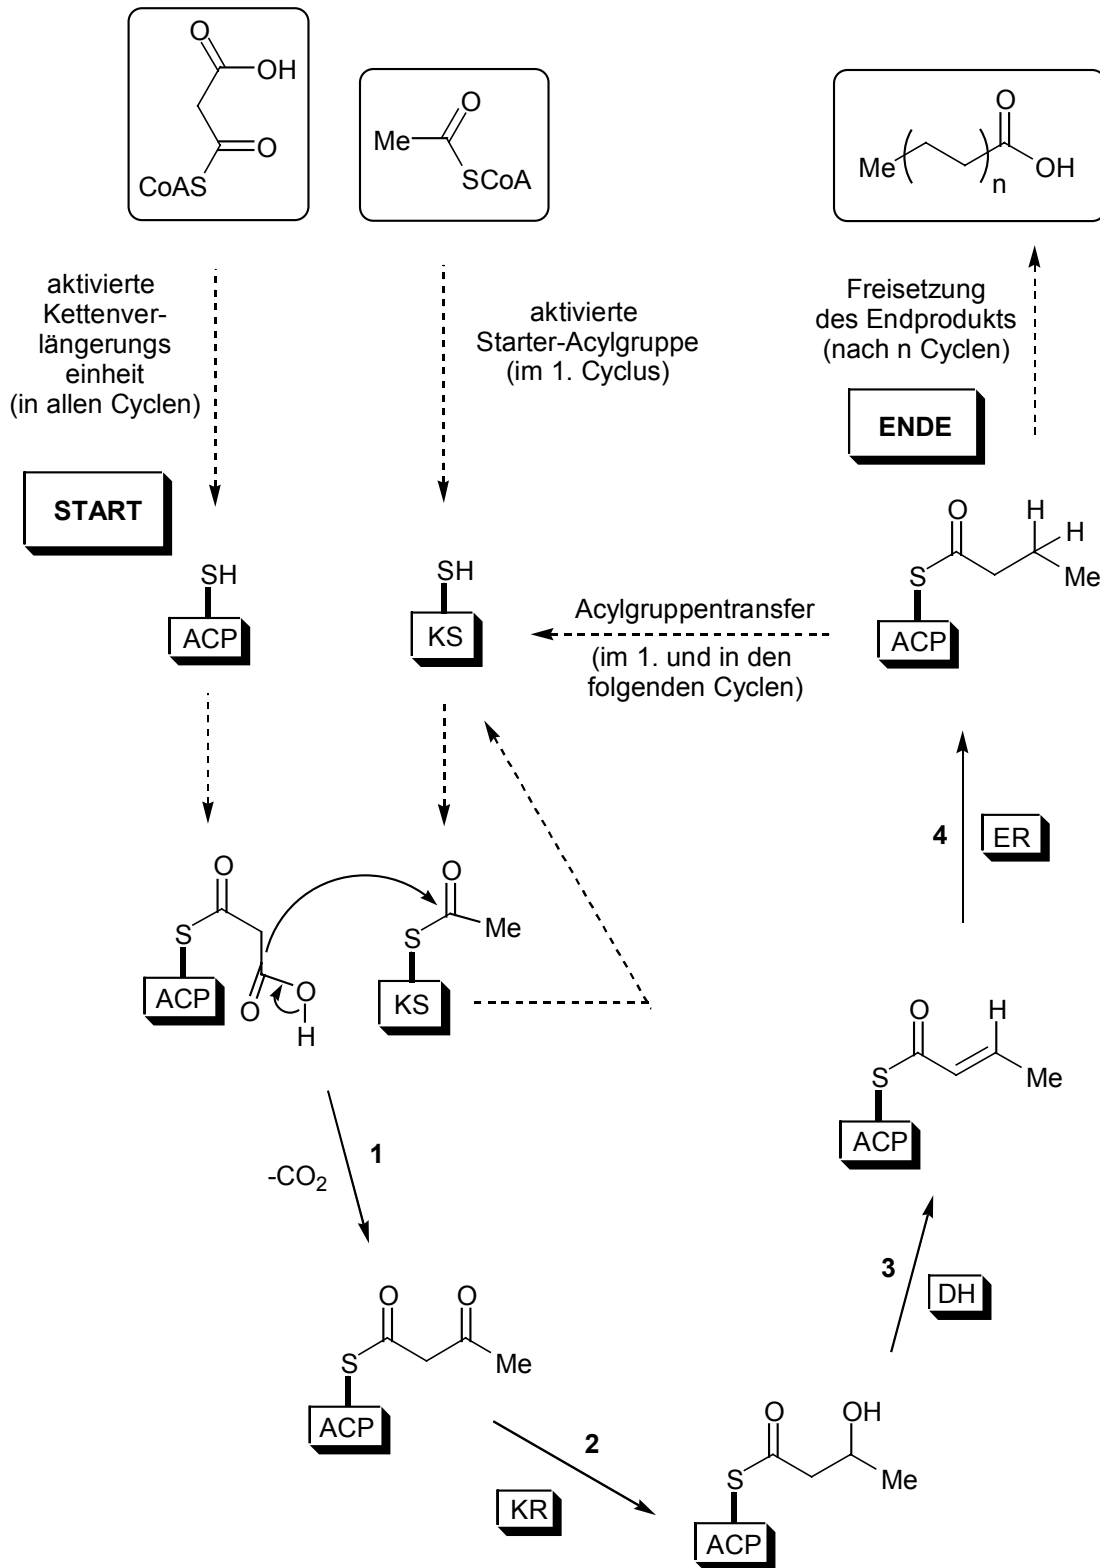 O
OH
O
CoAS
O
Me
SCoA
O
Me
n
OH
aktivierte
Kettenver-
längerungs
einheit
(in allen Cyclen)
aktivierte
Starter-Acylgruppe
(im 1. Cyclus)
Freisetzung
des Endprodukts
(nach n Cyclen)
START
ENDE
SH
ACP
SH
KS
Acylgruppentransfer
(im 1. und in den
folgenden Cyclen)
O
H
H
S
Me
ACP
4
ER
O
S
O
O
H
ACP
O
Me
S
KS
O
H
S
Me
ACP
1
-CO2
3
DH
O
O
S
Me
ACP
2
KR
O
OH
S
Me
ACP